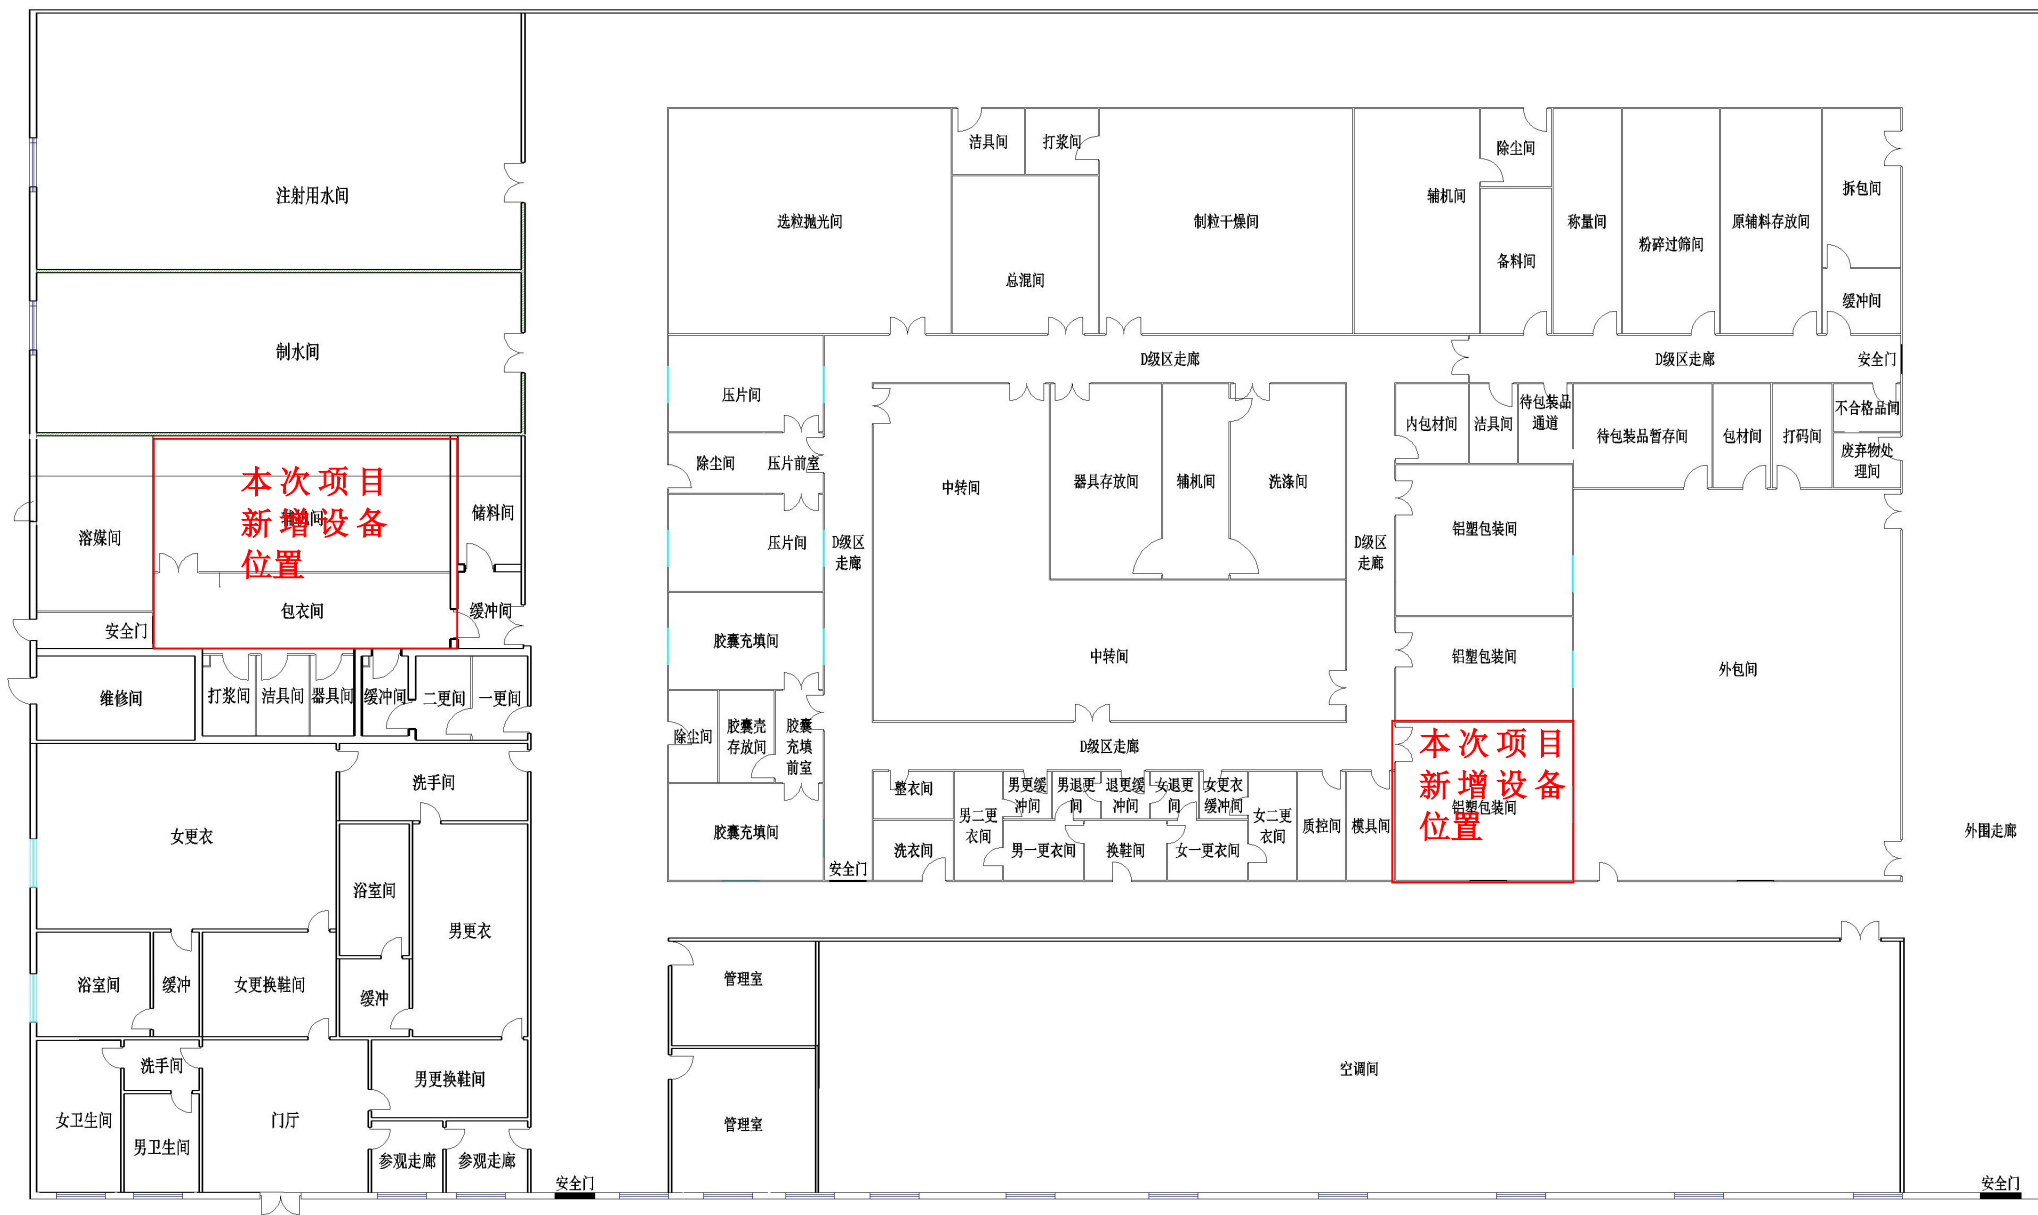 注射用水间
制水间
本次项目
新增设备
位置
储料间
溶媒间
包衣间
缓冲间
安全门
维修间
打浆间
洁具间
器具间
缓冲间
二更间
一更间
洗手间
女更衣
浴室间
男更衣
浴室间
缓冲
女更换鞋间
缓冲
洗手间
男更换鞋间
女卫生间
男卫生间
门厅
参观走廊
参观走廊
安全门
选粒抛光间
洁具间
打浆间
总混间
制粒干燥间
辅机间
除尘间
备料间
称量间
粉碎过筛间
原辅料存放间
拆包间
缓冲间
D级区走廊
D级区走廊
安全门
压片间
除尘间
压片前室
压片间
D级区
走廊
胶囊充填间
除尘间
胶囊壳
存放间
胶囊
充填
前室
胶囊充填间
安全门
中转间
器具存放间
辅机间
洗涤间
中转间
D级区
走廊
D级区走廊
内包材间
洁具间
待包装品
通道
待包装品暂存间
包材间
打码间
不合格品间
废弃物处
理间
铝塑包装间
铝塑包装间
本次项目
新增设备
位置
铝塑包装间
外包间
外围走廊
整衣间
洗衣间
男二更
衣间
男更缓
冲间
男退更
间
退更缓
冲间
女退更
间
女更衣
缓冲间
男一更衣间
换鞋间
女一更衣间
女二更
衣间
质控间
模具间
管理室
管理室
空调间
安全门